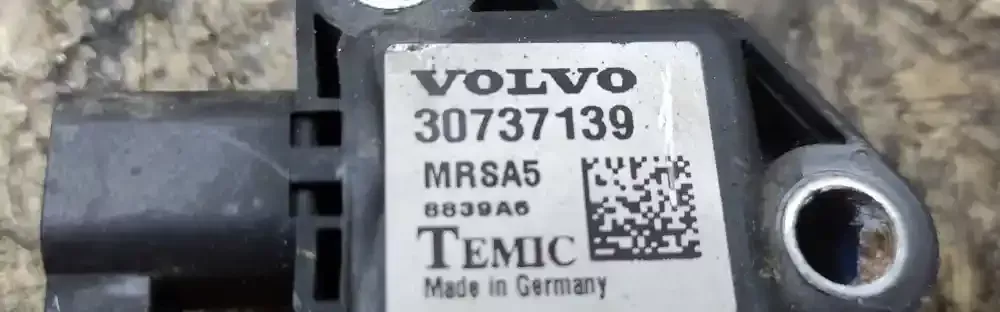 VOLVO
30737139
MRSA5
8839A6
TEMIC
Made in Germany